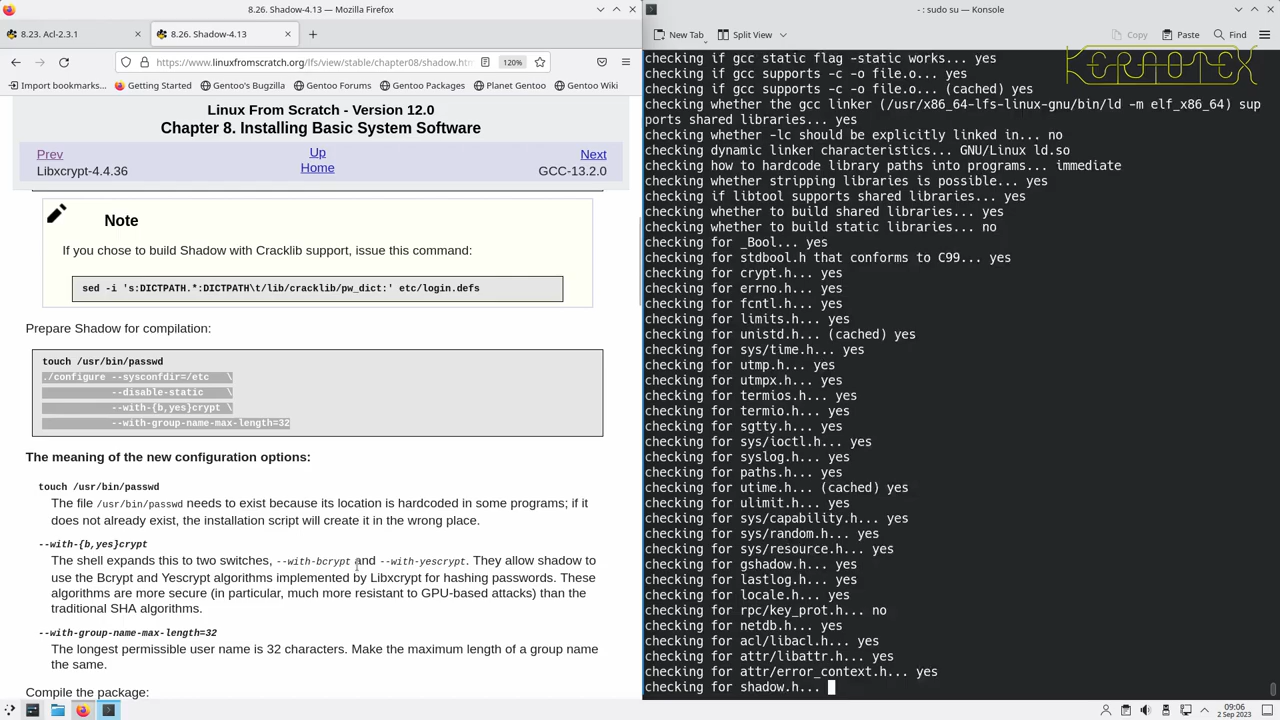 8.26. Shadow-4.13 — Mozilla Firefox
8.23. Acl-2.3.1
8.26. Shadow-4.13
https://www.linuxfromscratch.org/lfs/view/stable/chapter08/shadow.htm
120%
Import bookmarks...
Getting Started
Gentoo's Bugzilla
Gentoo Forums
Gentoo Packages
Planet Gentoo
Gentoo Wiki
Linux From Scratch - Version 12.0
Chapter 8. Installing Basic System Software
Prev
Up
Next
Libxcrypt-4.4.36
Home
GCC-13.2.0
Note
If you chose to build Shadow with Cracklib support, issue this command:
sed -i 's:DICTPATH.*:DICTPATH\t/lib/cracklib/pw_dict:' etc/login.defs
Prepare Shadow for compilation:
touch /usr/bin/passwd
./configure --sysconfdir=/etc \
--disable-static \
--with-{b,yes}crypt \
--with-group-name-max-length=32
The meaning of the new configuration options:
touch /usr/bin/passwd
The file /usr/bin/passwd needs to exist because its location is hardcoded in some programs; if it
does not already exist, the installation script will create it in the wrong place.
--with-{b,yes}crypt
The shell expands this to two switches, --with-bcrypt and --with-yescrypt. They allow shadow to
use the Bcrypt and Yescrypt algorithms implemented by Libxcrypt for hashing passwords. These
algorithms are more secure (in particular, much more resistant to GPU-based attacks) than the
traditional SHA algorithms.
--with-group-name-max-length=32
The longest permissible user name is 32 characters. Make the maximum length of a group name
the same.
Compile the package:
- : sudo su — Konsole
New Tab
Split View
Copy
Paste
Find
KERNOTEX
checking if gcc static flag -static works... yes
checking if gcc supports -c -o file.o... yes
checking if gcc supports -c -o file.o... (cached) yes
checking whether the gcc linker (/usr/x86_64-lfs-linux-gnu/bin/ld -m elf_x86_64) sup
ports shared libraries... yes
checking whether -lc should be explicitly linked in... no
checking dynamic linker characteristics... GNU/Linux ld.so
checking how to hardcode library paths into programs... immediate
checking whether stripping libraries is possible... yes
checking if libtool supports shared libraries... yes
checking whether to build shared libraries... yes
checking whether to build static libraries... no
checking for _Bool... yes
checking for stdbool.h that conforms to C99... yes
checking for crypt.h... yes
checking for errno.h... yes
checking for fcntl.h... yes
checking for limits.h... yes
checking for unistd.h... (cached) yes
checking for sys/time.h... yes
checking for utmp.h... yes
checking for utmpx.h... yes
checking for termios.h... yes
checking for termio.h... yes
checking for sgtty.h... yes
checking for sys/ioctl.h... yes
checking for syslog.h... yes
checking for paths.h... yes
checking for utime.h... (cached) yes
checking for ulimit.h... yes
checking for sys/capability.h... yes
checking for sys/random.h... yes
checking for sys/resource.h... yes
checking for gshadow.h... yes
checking for lastlog.h... yes
checking for locale.h... yes
checking for rpc/key_prot.h... no
checking for netdb.h... yes
checking for acl/libacl.h... yes
checking for attr/libattr.h... yes
checking for attr/error_context.h... yes
checking for shadow.h...
09:06
2 Sep 2023